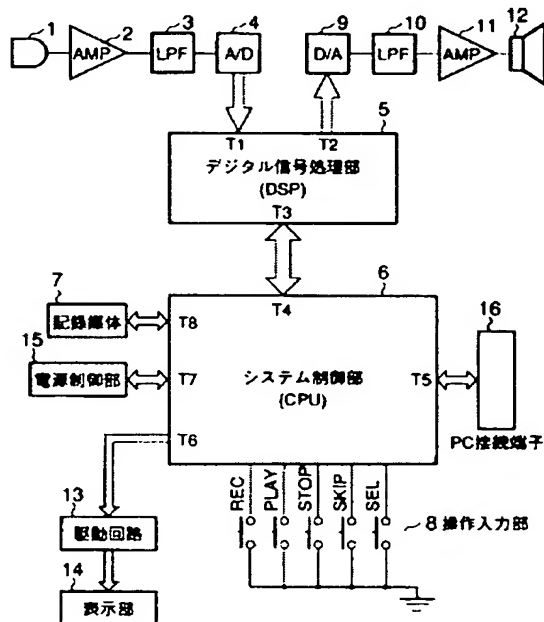 1
2
3
4
9
10
11
12
AMP
LPF
A/D
D/A
LPF
AMP
5
T1
T2
デジタル信号処理部
(DSP)
T3
6
7
T4
16
記録媒体
T8
15
電源制御部
T7
システム制御部
(CPU)
T5
T6
PC接続端子
REC
PLAY
STOP
SKIP
SEL
13
駆動回路
8 操作入力部
14
表示部